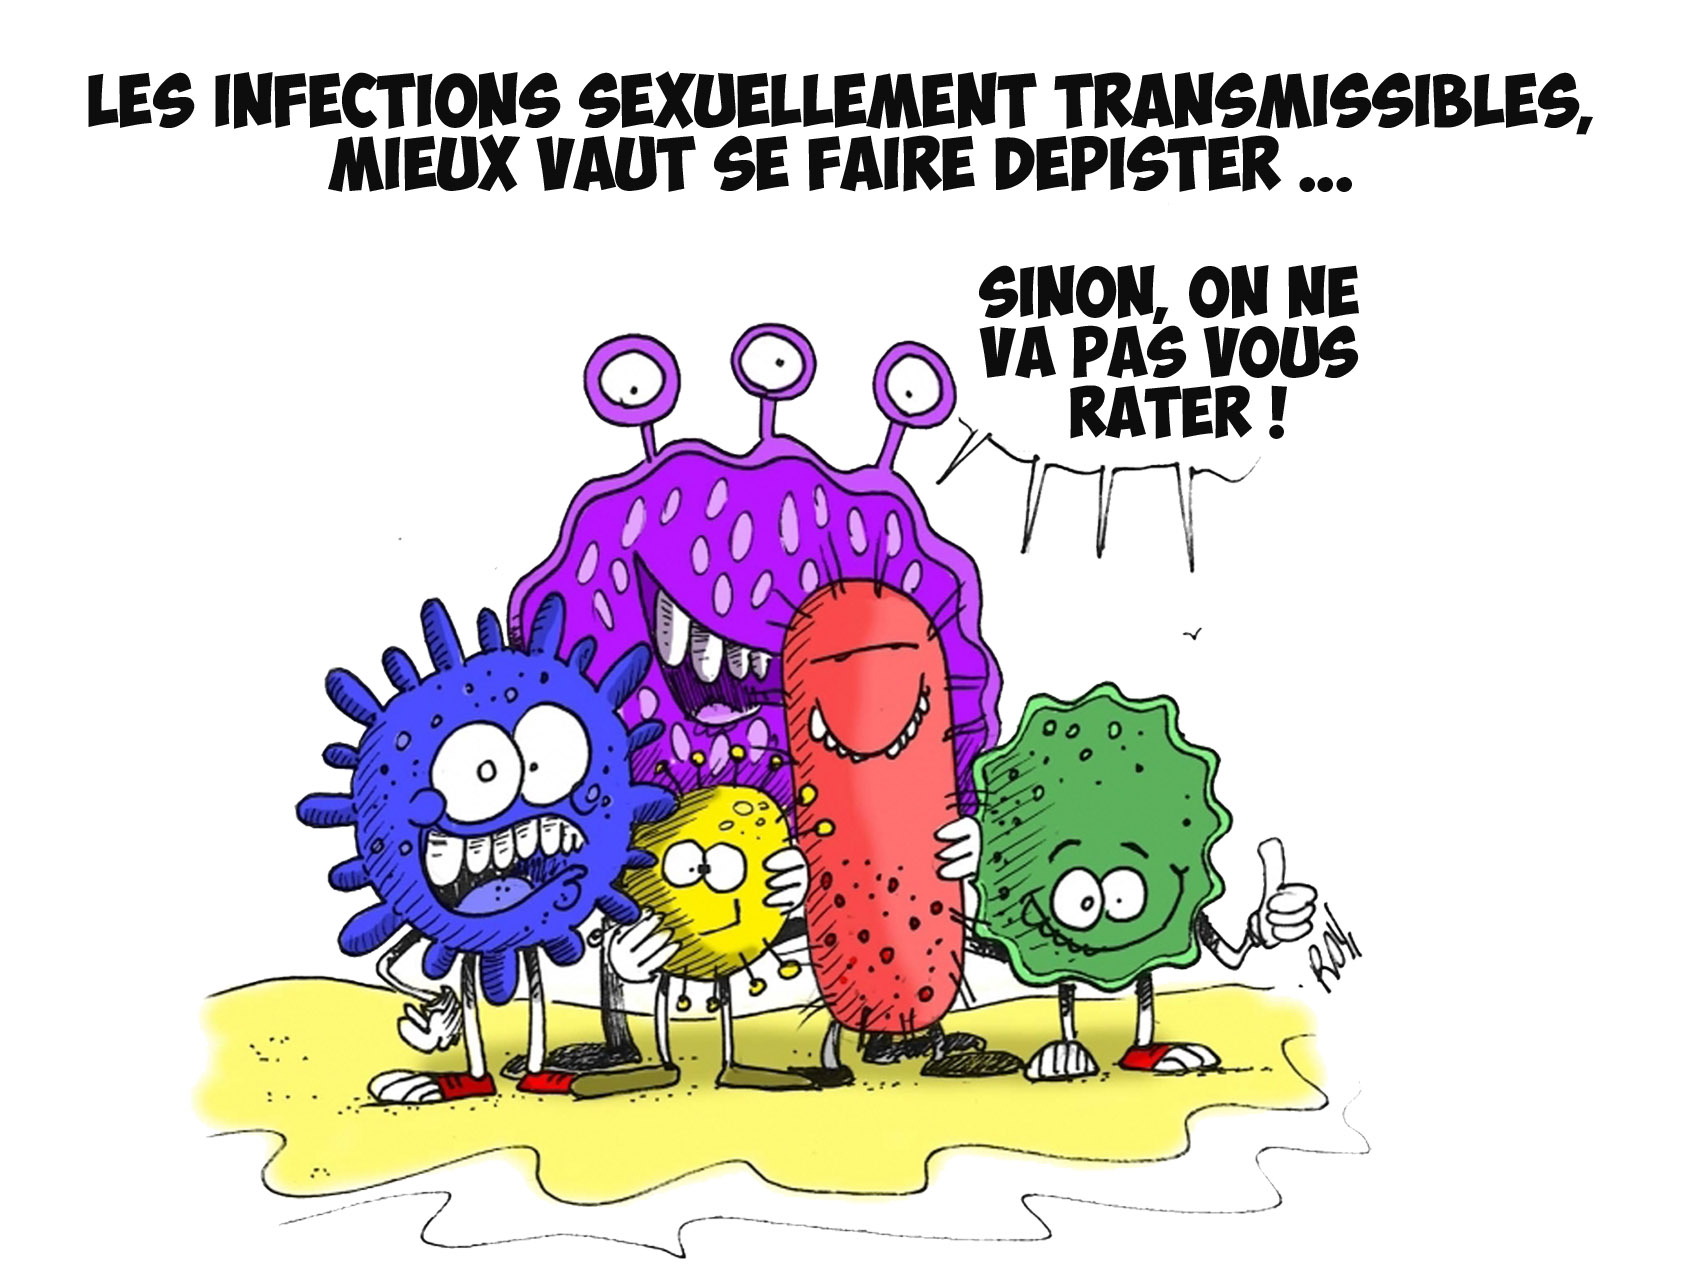 LES INFECTIONS SEXUELLEMENT TRANSMISSIBLES,
MIEUX VAUT SE FAIRE DEPISTER ...
SINON, ON NE
VA PAS VOUS
RATER !